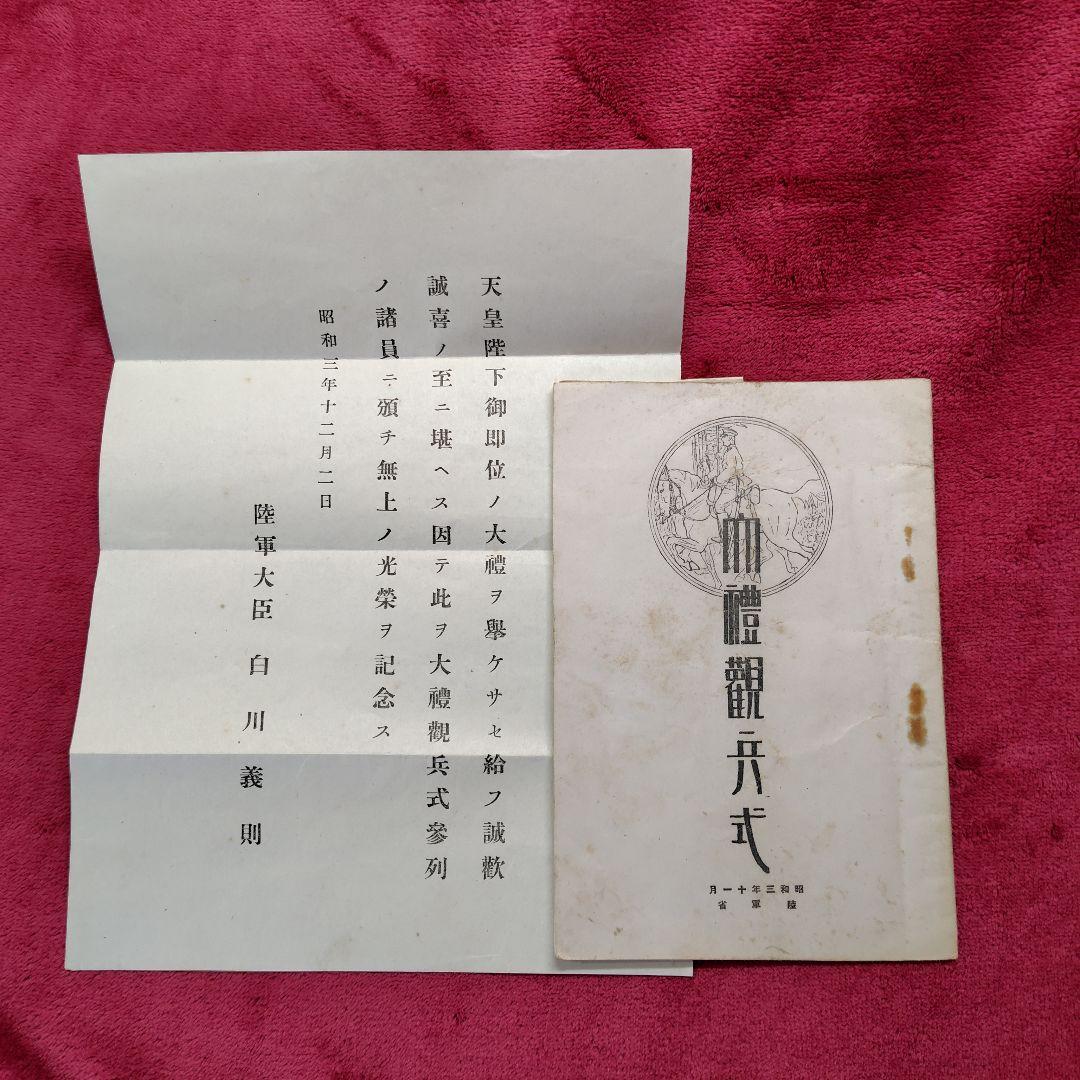 天皇陛下御即位ノ大禮ヲ擧ケサセ給フ誠歡
誠喜ノ至ニ堪ヘス因テ此ヲ大禮觀兵式參列
ノ諸員ニ頒チ無上ノ光榮ヲ記念ス
昭和三年十二月二日
陸軍大臣 白川義則
大禮觀兵式
昭和三年十一月
陸軍省